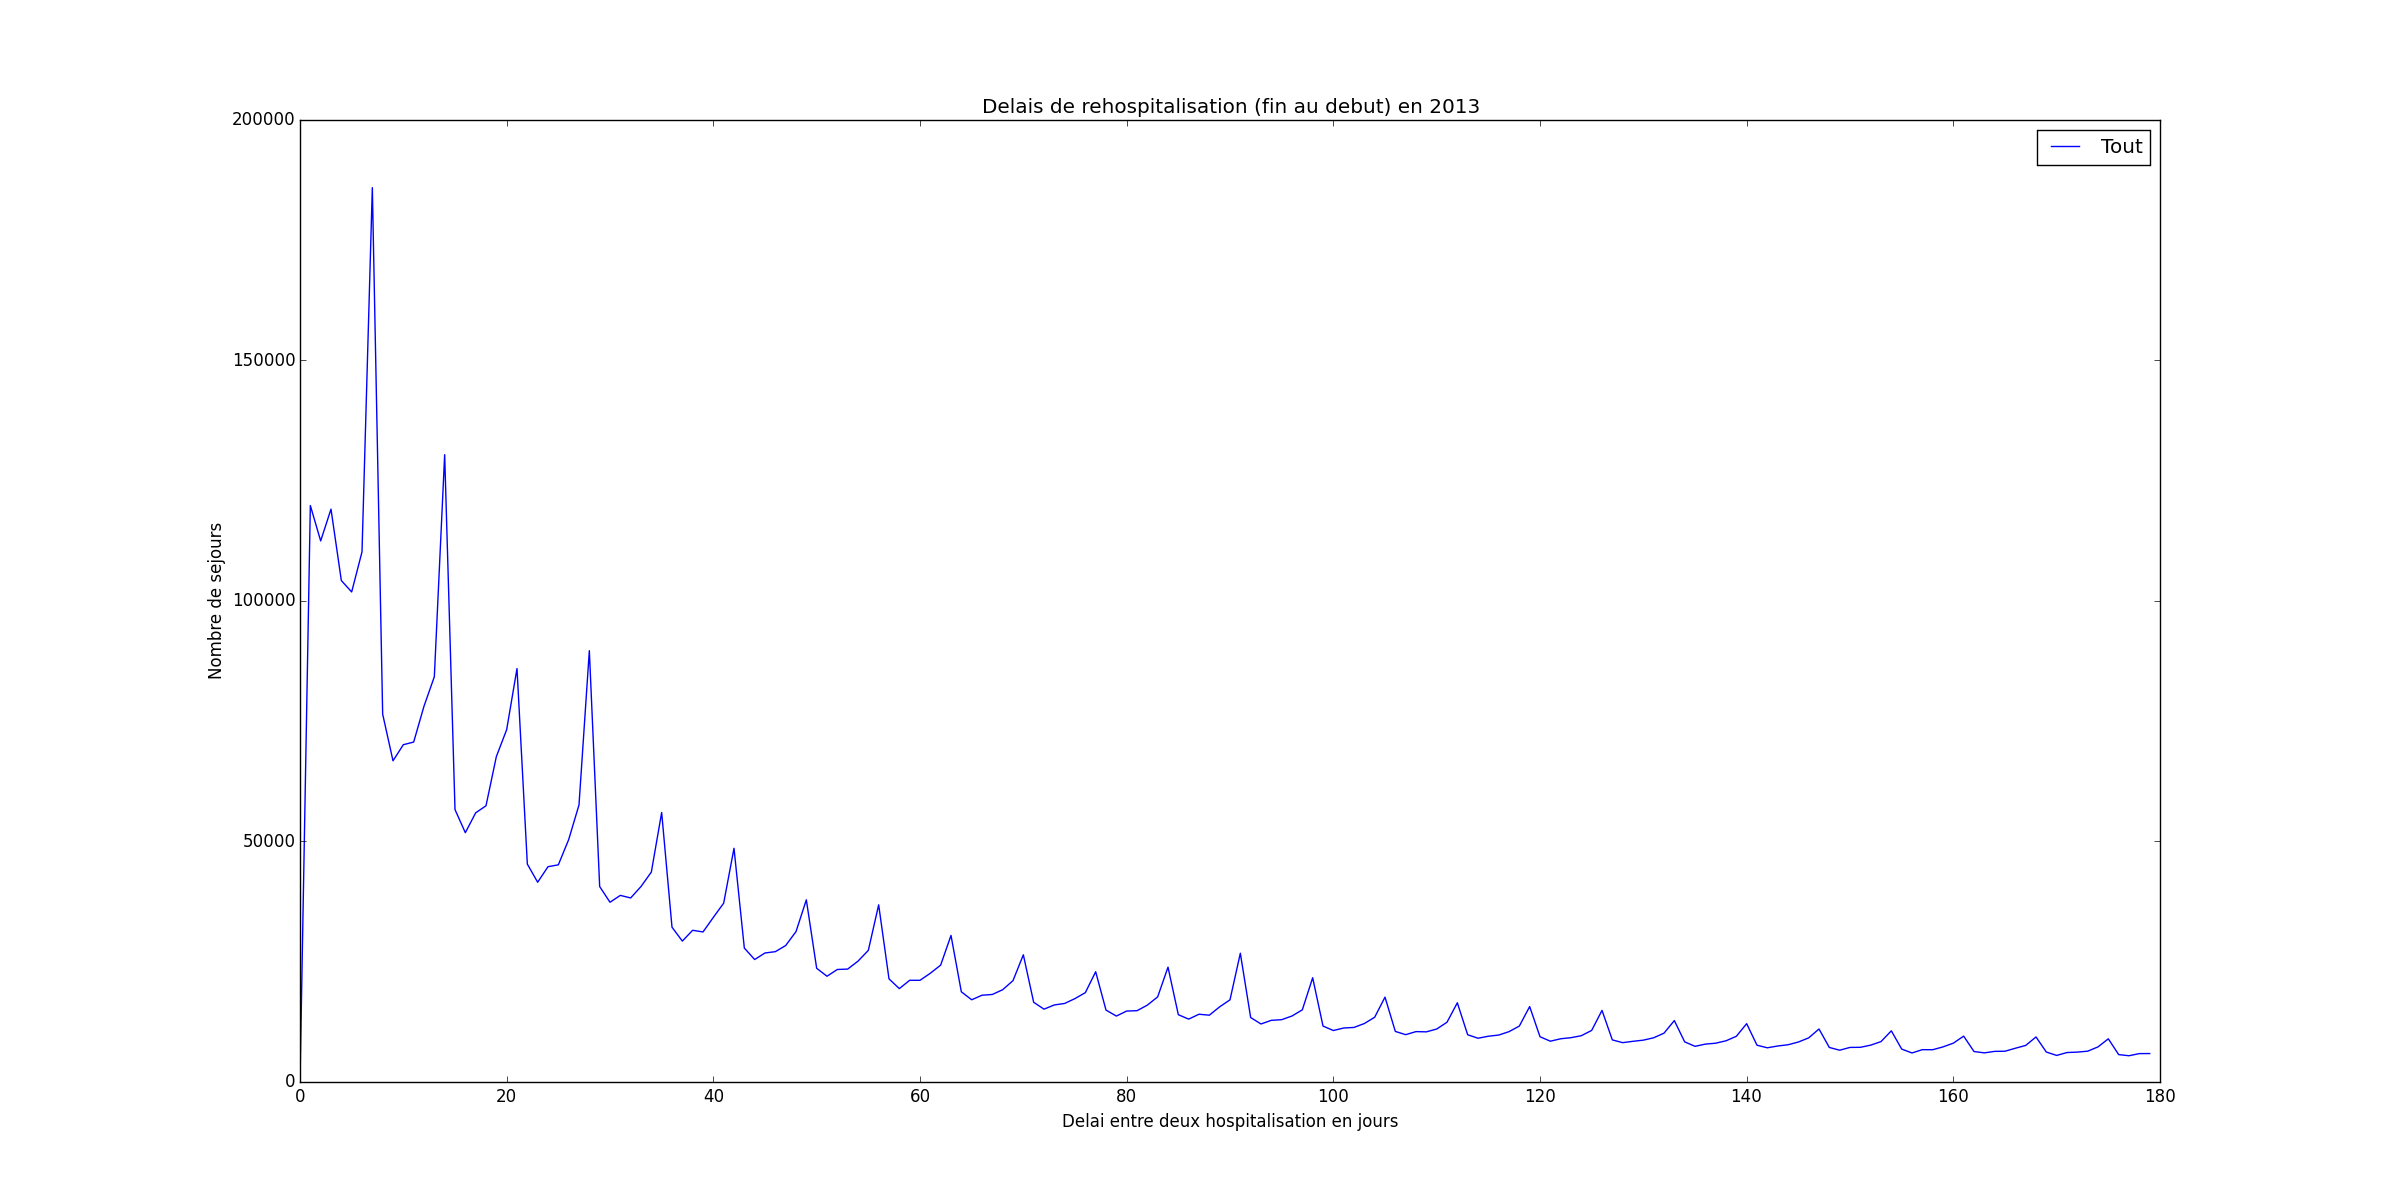 Delais de rehospitalisation (fin au debut) en 2013
200000
Tout
150000
Nombre de sejours
100000
50000
0
0 20 40 60 80 100 120 140 160 180
Delai entre deux hospitalisation en jours